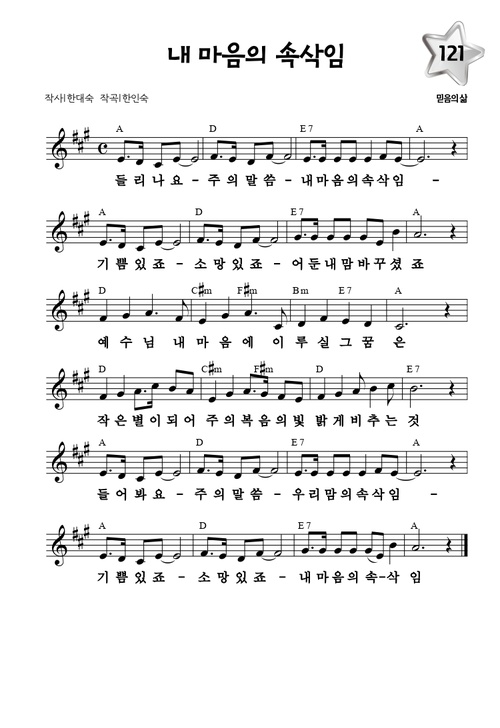 내 마음의 속삭임
121
작사|한대숙 작곡|한인숙
믿음의 삶
A D E7 A
들 리 나 요 - 주 의 말 씀 - 내 마 음 의 속 삭 임 -
A D E7 A
기 쁨 있 죠 - 소 망 있 죠 - 어 둔 내 맘 바 꾸 셨 죠
D C#m F#m Bm E7 A
예 수 님 내 마 음 에 이 루 실 그 꿈 은
D C#m F#m D E7
작 은 별 이 되 어 주 의 복 음 의 빛 밝 게 비 추 는 것
A D E7 A
들 어 봐 요 - 주 의 말 씀 - 우 리 맘 의 속 삭 임 -
A D E7 A
기 쁨 있 죠 - 소 망 있 죠 - 내 마 음 의 속 - 삭 임